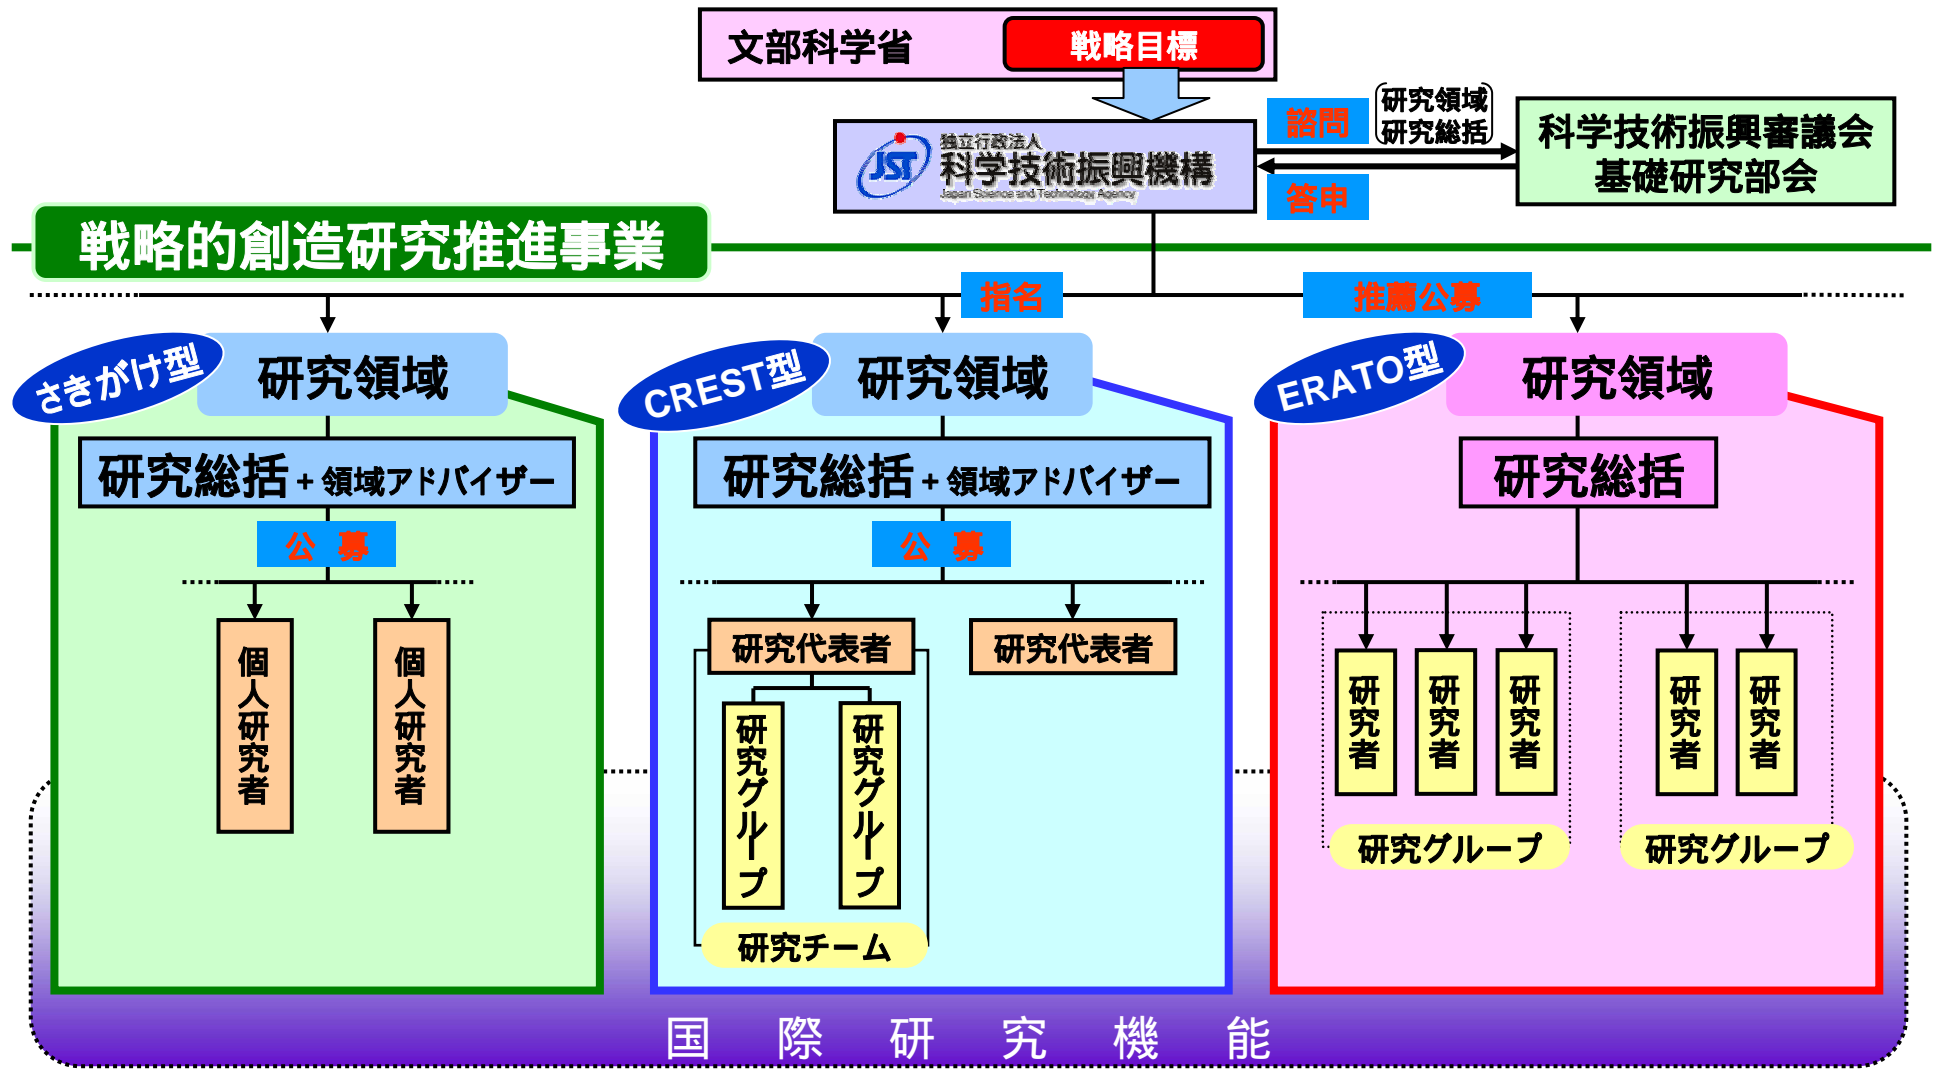 文部科学省
戦略目標
諮問
研究領域
研究総括
科学技術振興審議会
基礎研究部会
JST
独立行政法人
科学技術振興機構
Japan Science and Technology Agency
答申
戦略的創造研究推進事業
指名
推薦公募
さきがけ型
研究領域
CREST型
研究領域
ERATO型
研究領域
研究総括 + 領域アドバイザー
研究総括 + 領域アドバイザー
研究総括
公 募
公 募
個人研究者
個人研究者
研究代表者
研究代表者
研究グループ
研究グループ
研究チーム
研究者
研究者
研究者
研究者
研究者
研究グループ
研究グループ
国 際 研 究 機 能